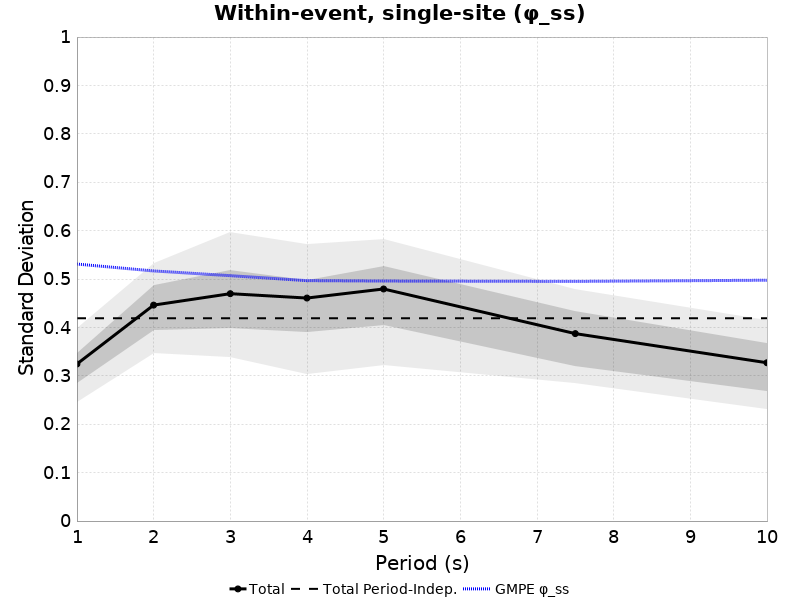 Within-event, single-site (φ_ss)
1
0.9
0.8
0.7
0.6
0.5
0.4
0.3
0.2
0.1
0
Standard Deviation
1 2 3 4 5 6 7 8 9 10
Period (s)
Total Total Period-Indep. GMPE φ_ss